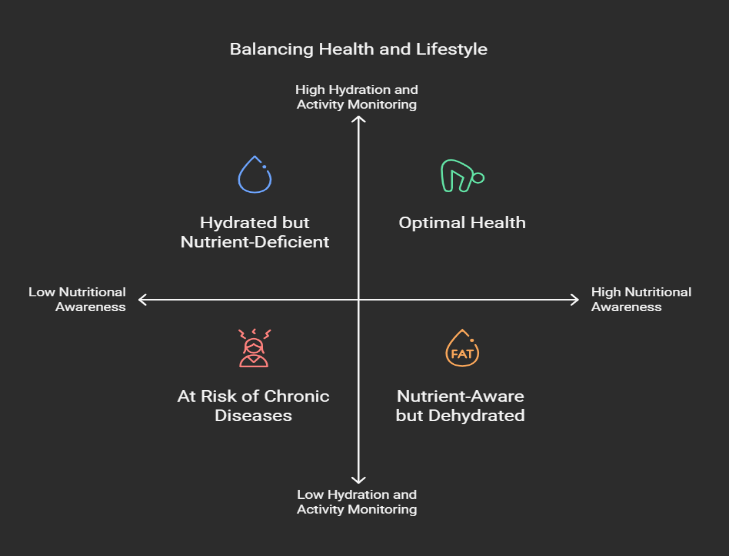 Balancing Health and Lifestyle
High Hydration and
Activity Monitoring
Hydrated but
Nutrient-Deficient
Optimal Health
Low Nutritional
Awareness
High Nutritional
Awareness
FAT
At Risk of Chronic
Diseases
Nutrient-Aware
but Dehydrated
Low Hydration and
Activity Monitoring